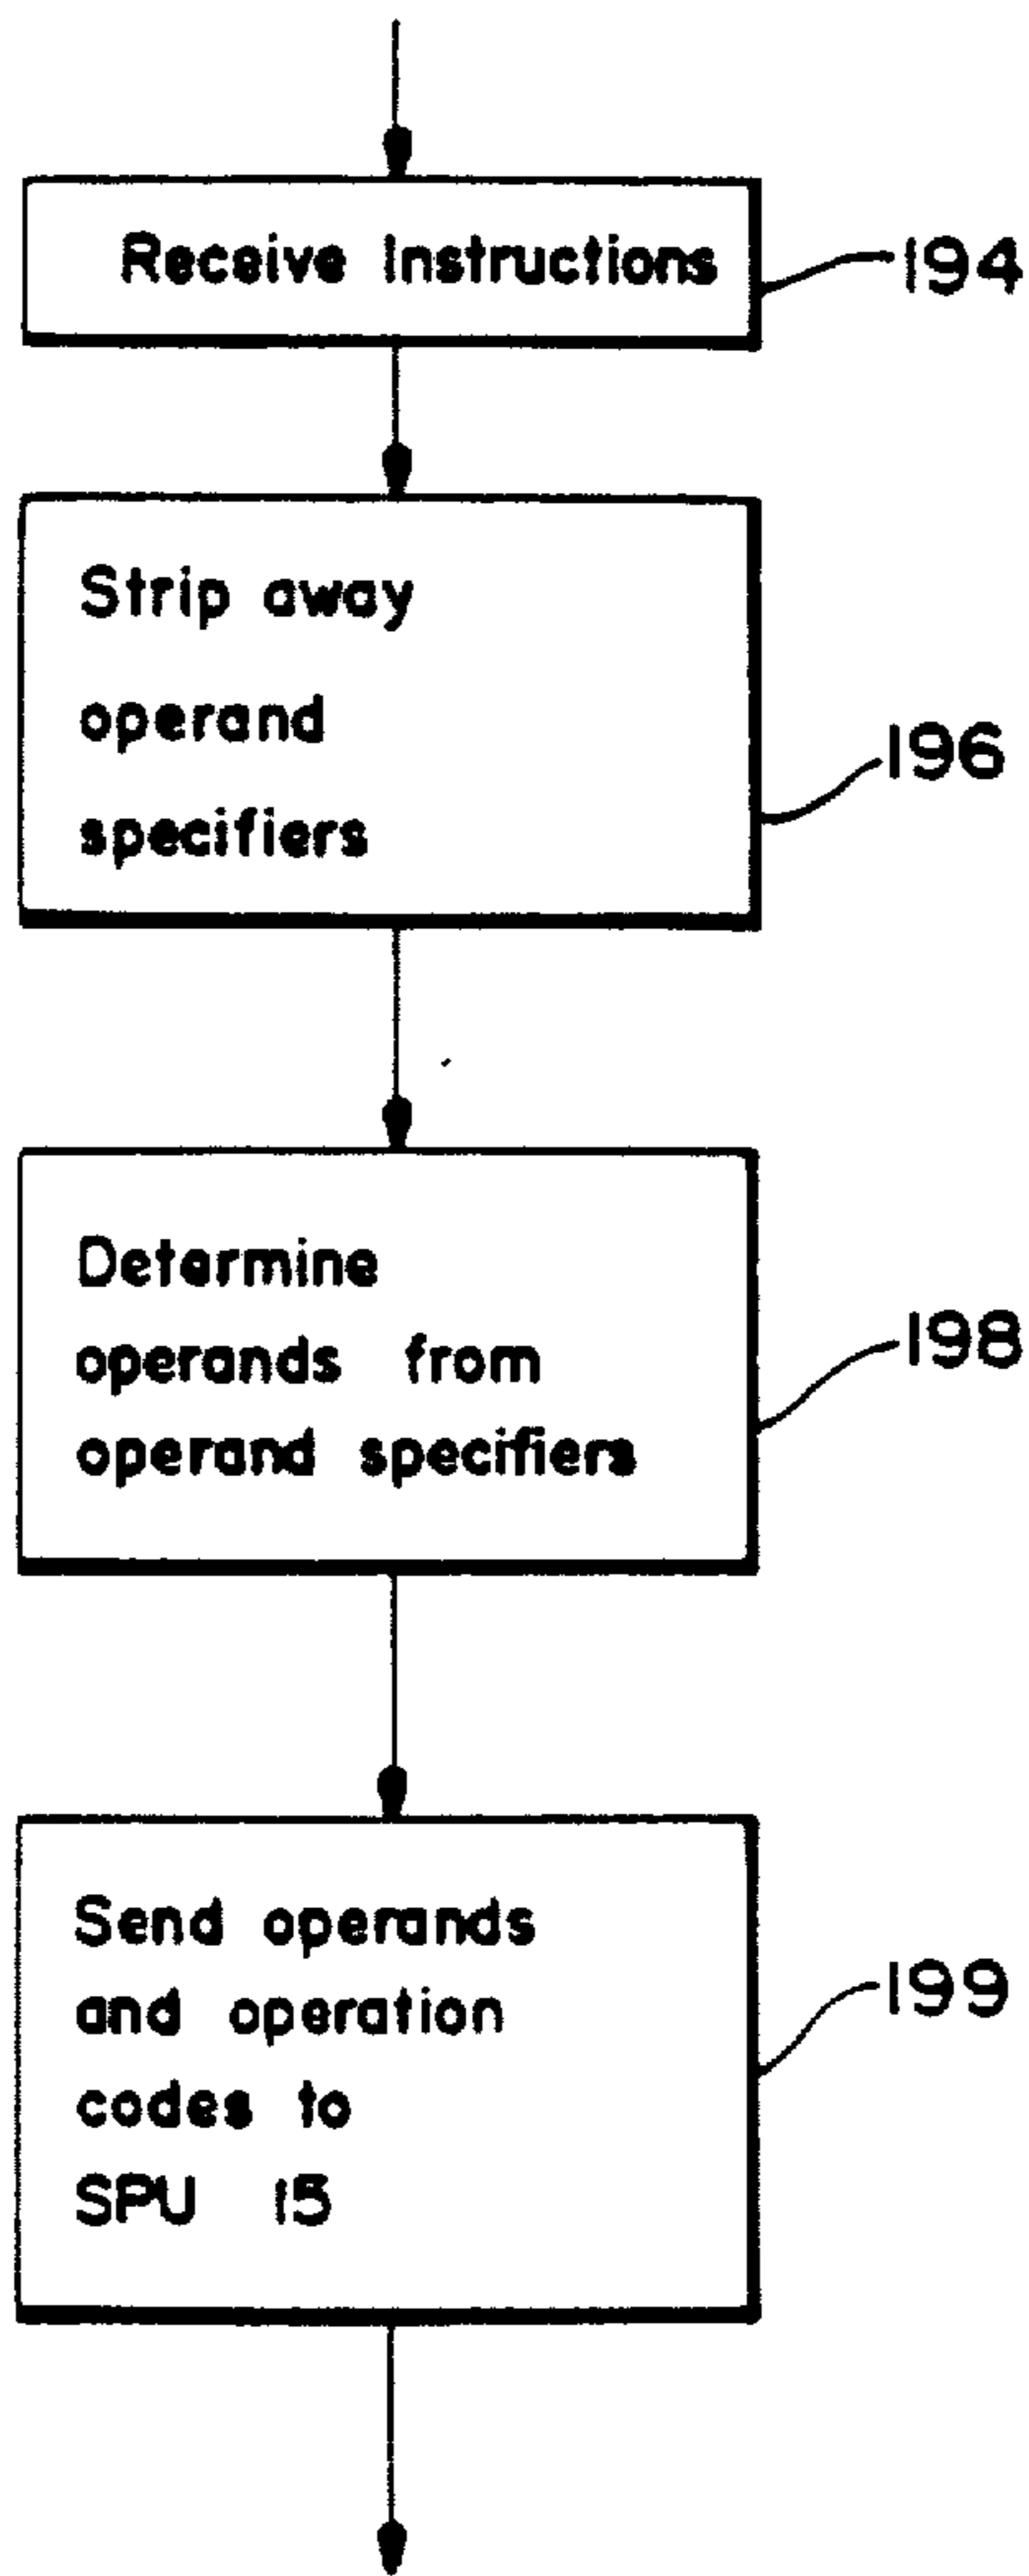 Receive Instructions
194
Strip away
operand
specifiers
196
Determine
operands from
operand specifiers
198
Send operands
and operation
codes to
SPU 15
199